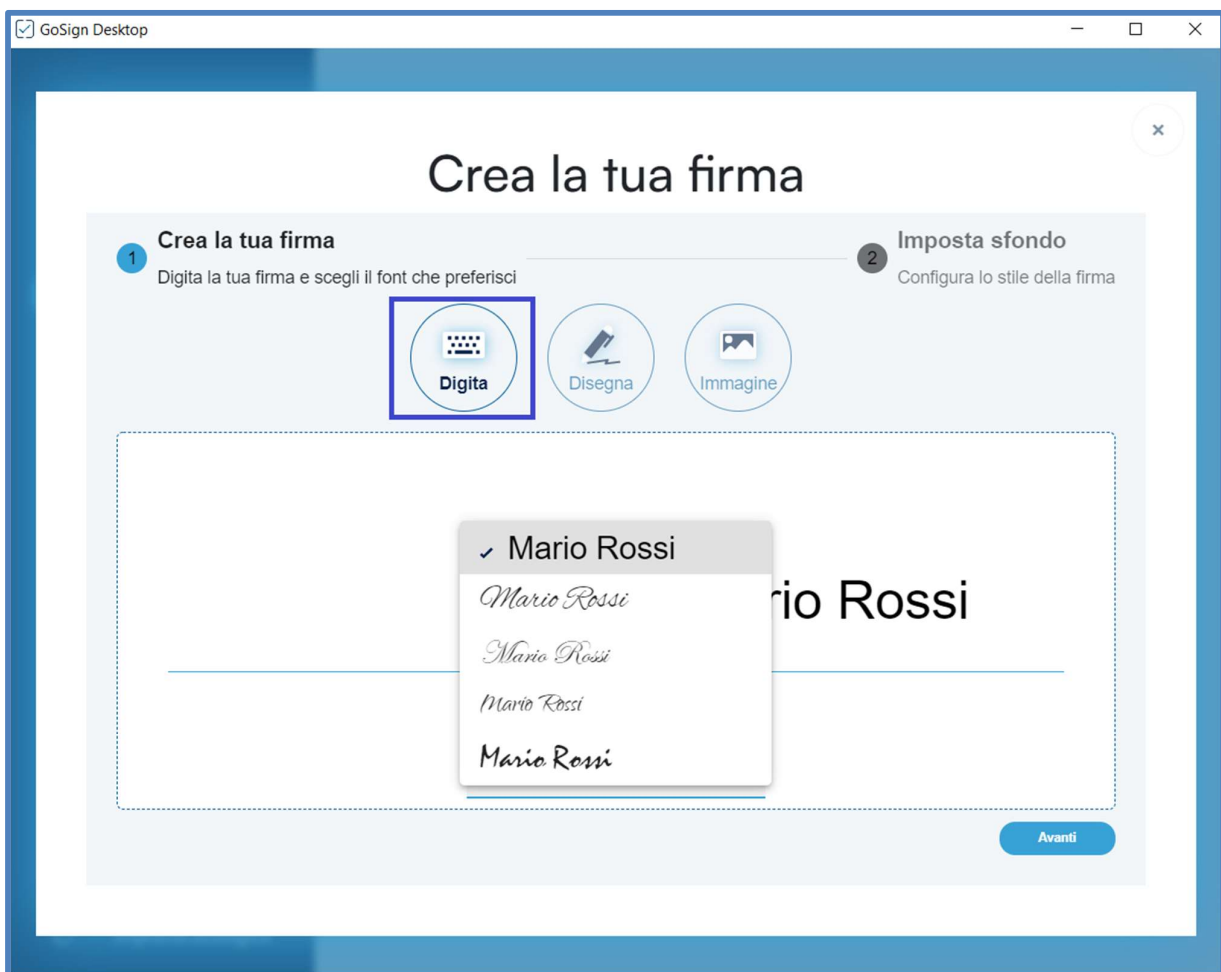 GoSign Desktop
Crea la tua firma
1
Crea la tua firma
Digita la tua firma e scegli il font che preferisci
2
Imposta sfondo
Configura lo stile della firma
Digita
Disegna
Immagine
Mario Rossi
rio Rossi
Mario Rossi
Mario Rossi
Mario Rossi
Mario Rossi
Avanti